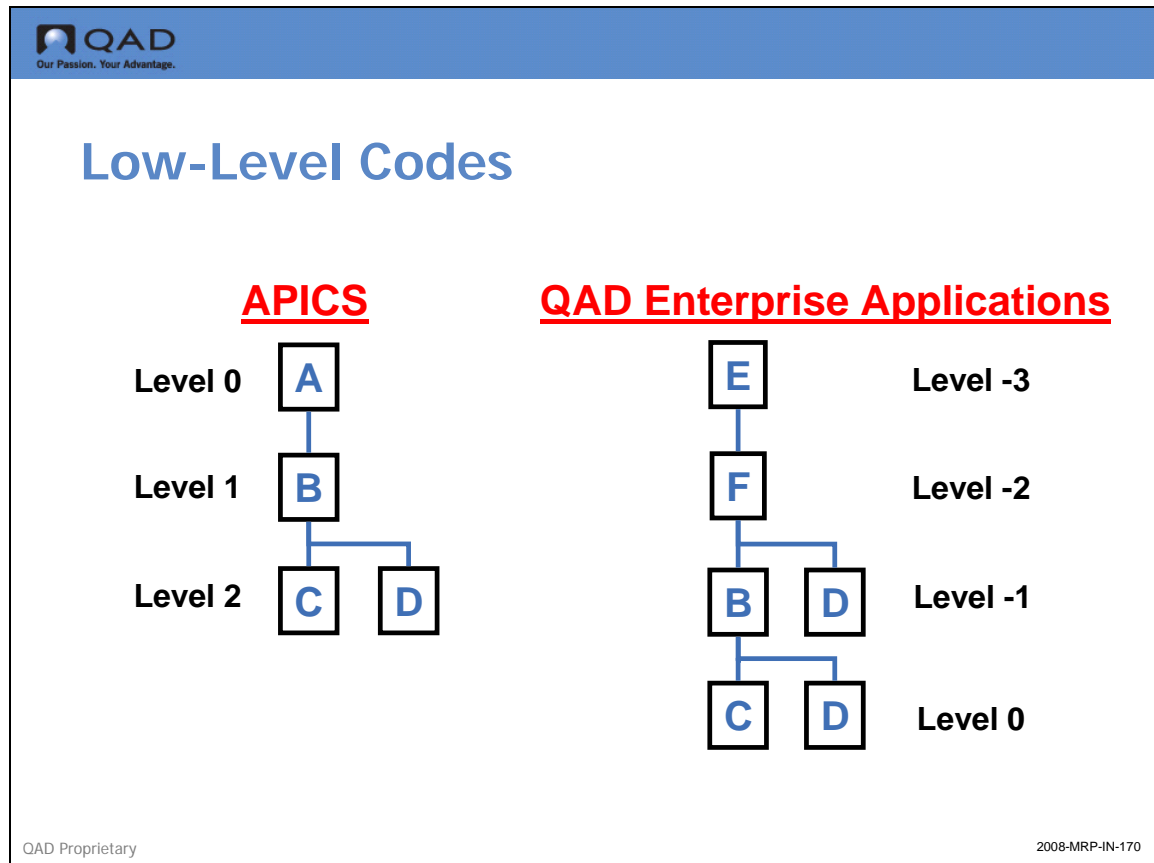 QAD
Our Passion. Your Advantage.
Low-Level Codes
APICS
Level 0 A
Level 1 B
Level 2 C D
QAD Enterprise Applications
E Level -3
F Level -2
B D Level -1
C D Level 0
QAD Proprietary
2008-MRP-IN-170